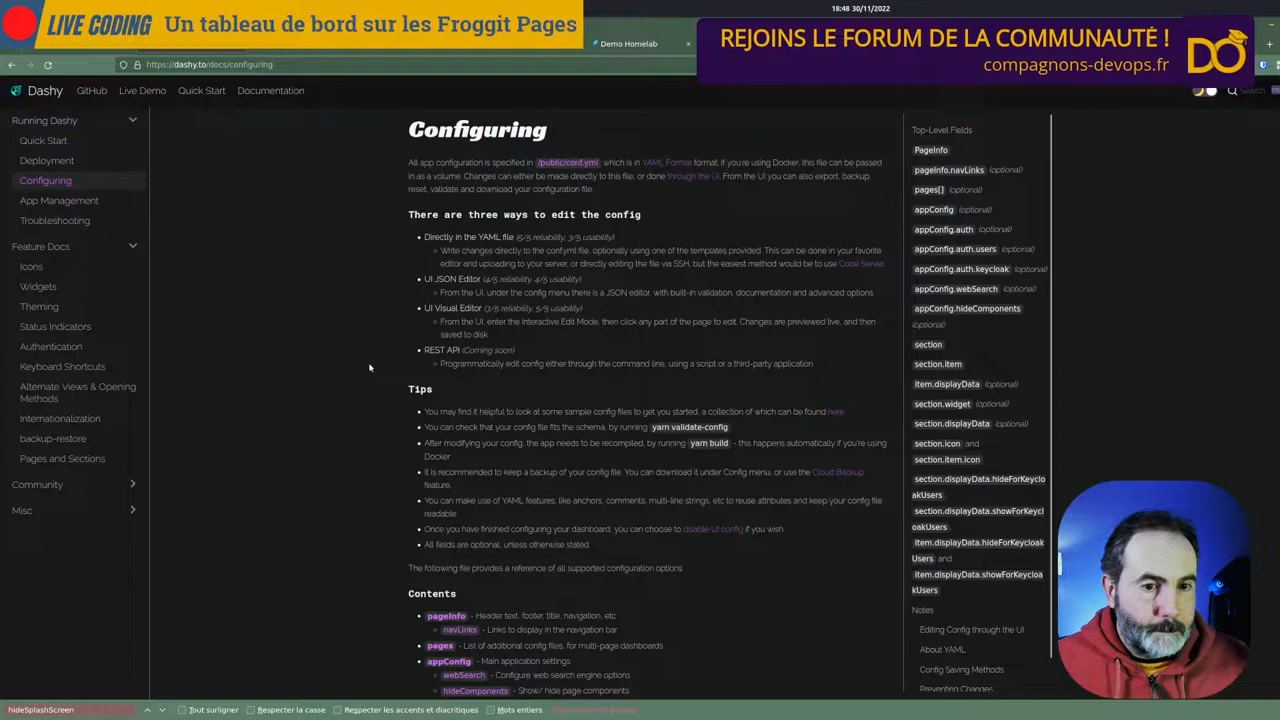 18:48 30/11/2022
LIVE CODING Un tableau de bord sur les Froggit Pages
REJOINS LE FORUM DE LA COMMUNAUTÉ !
compagnons-devops.fr
DO
Demo Homelab
https://dashy.to/docs/configuring
Dashy GitHub Live Demo Quick Start Documentation
Search
Running Dashy
Quick Start
Deployment
Configuring
App Management
Troubleshooting
Feature Docs
Icons
Widgets
Theming
Status Indicators
Authentication
Keyboard Shortcuts
Alternate Views & Opening
Methods
Internationalization
backup-restore
Pages and Sections
Community
Misc
Configuring
All app configuration is specified in /public/conf.yml which is in YAML Format format. If you're using Docker, this file can be passed
in as a volume. Changes can either be made directly to this file, or done through the UI. From the UI you can also export, backup,
reset, validate and download your configuration file.
There are three ways to edit the config
Directly in the YAML file (5/5 reliability, 3/5 usability)
Write changes directly to the conf.yml file, optionally using one of the templates provided. This can be done in your favorite
editor and uploading to your server, or directly editing the file via SSH, but the easiest method would be to use Code Server
UI JSON Editor (4/5 reliability, 4/5 usability)
From the UI, under the config menu there is a JSON editor, with built-in validation, documentation and advanced options
UI Visual Editor (3/5 reliability, 5/5 usability)
From the UI, enter the Interactive Edit Mode, then click any part of the page to edit. Changes are previewed live, and then
saved to disk
REST API (Coming soon)
Programmatically edit config either through the command line, using a script or a third-party application
Tips
You may find it helpful to look at some sample config files to get you started, a collection of which can be found here
You can check that your config file fits the schema, by running yarn validate-config
After modifying your config, the app needs to be recompiled, by running yarn build - this happens automatically if you're using
Docker
It is recommended to keep a backup of your config file. You can download it under Config menu, or use the Cloud Backup
feature.
You can make use of YAML features, like anchors, comments, multi-line strings, etc to reuse attributes and keep your config file
readable
Once you have finished configuring your dashboard, you can choose to disable UI config if you wish
All fields are optional, unless otherwise stated.
The following file provides a reference of all supported configuration options
Contents
pageInfo - Header text, footer, title, navigation, etc
navLinks - Links to display in the navigation bar
pages - List of additional config files, for multi-page dashboards
appConfig - Main application settings
webSearch - Configure web search engine options
hideComponents - Show/ hide page components
Top-Level Fields
PageInfo
pageInfo.navLinks (optional)
pages[] (optional)
appConfig (optional)
appConfig.auth (optional)
appConfig.auth.users (optional)
appConfig.auth.keycloak (optional)
appConfig.webSearch (optional)
appConfig.hideComponents
(optional)
section
section.item
item.displayData (optional)
section.widget (optional)
section.displayData (optional)
section.icon and
section.item.icon
section.displayData.hideForKeyclo
akUsers
section.displayData.showForKeycl
oakUsers
item.displayData.hideForKeycloak
Users and
item.displayData.showForKeycloa
kUsers
Notes
Editing Config through the UI
About YAML
Config Saving Methods
Preventing Changes
hideSplashScreen Tout surligner Respecter la casse Respecter les accents et diacritiques Mots entiers